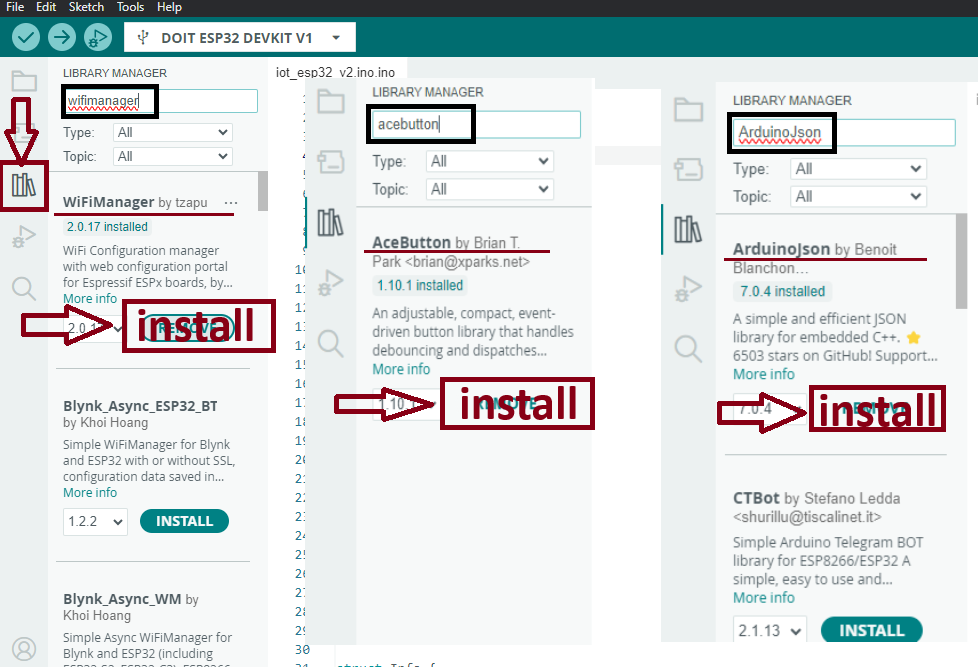 File Edit Sketch Tools Help
DOIT ESP32 DEVKIT V1
iot_esp32_v2.ino.ino
LIBRARY MANAGER
wifimanager
Type: All
Topic: All
WiFiManager by tzapu ...
2.0.17 installed
WiFi Configuration manager
with web configuration portal
for Espressif ESPx boards, by...
More info
install
Blynk_Async_ESP32_BT
by Khoi Hoang
Simple WiFiManager for Blynk
and ESP32 with or without SSL,
configuration data saved in...
More info
1.2.2 INSTALL
Blynk_Async_WM by
Khoi Hoang
Simple Async WiFiManager for
Blynk and ESP32 (including
LIBRARY MANAGER
acebutton
Type: All
Topic: All
AceButton by Brian T.
Park <brian@xparks.net>
1.10.1 installed
An adjustable, compact, event-
driven button library that handles
debouncing and dispatches...
More info
install
30
struct Info {
LIBRARY MANAGER
ArduinoJson
Type: All
Topic: All
ArduinoJson by Benoit
Blanchon...
7.0.4 installed
A simple and efficient JSON
library for embedded C++. ⭐
6503 stars on GitHub! Support...
More info
7.0.4 install
CTBot by Stefano Ledda
<shurillu@tiscalinet.it>
Simple Arduino Telegram BOT
library for ESP8266/ESP32 A
simple, easy to use and...
More info
2.1.13 INSTALL